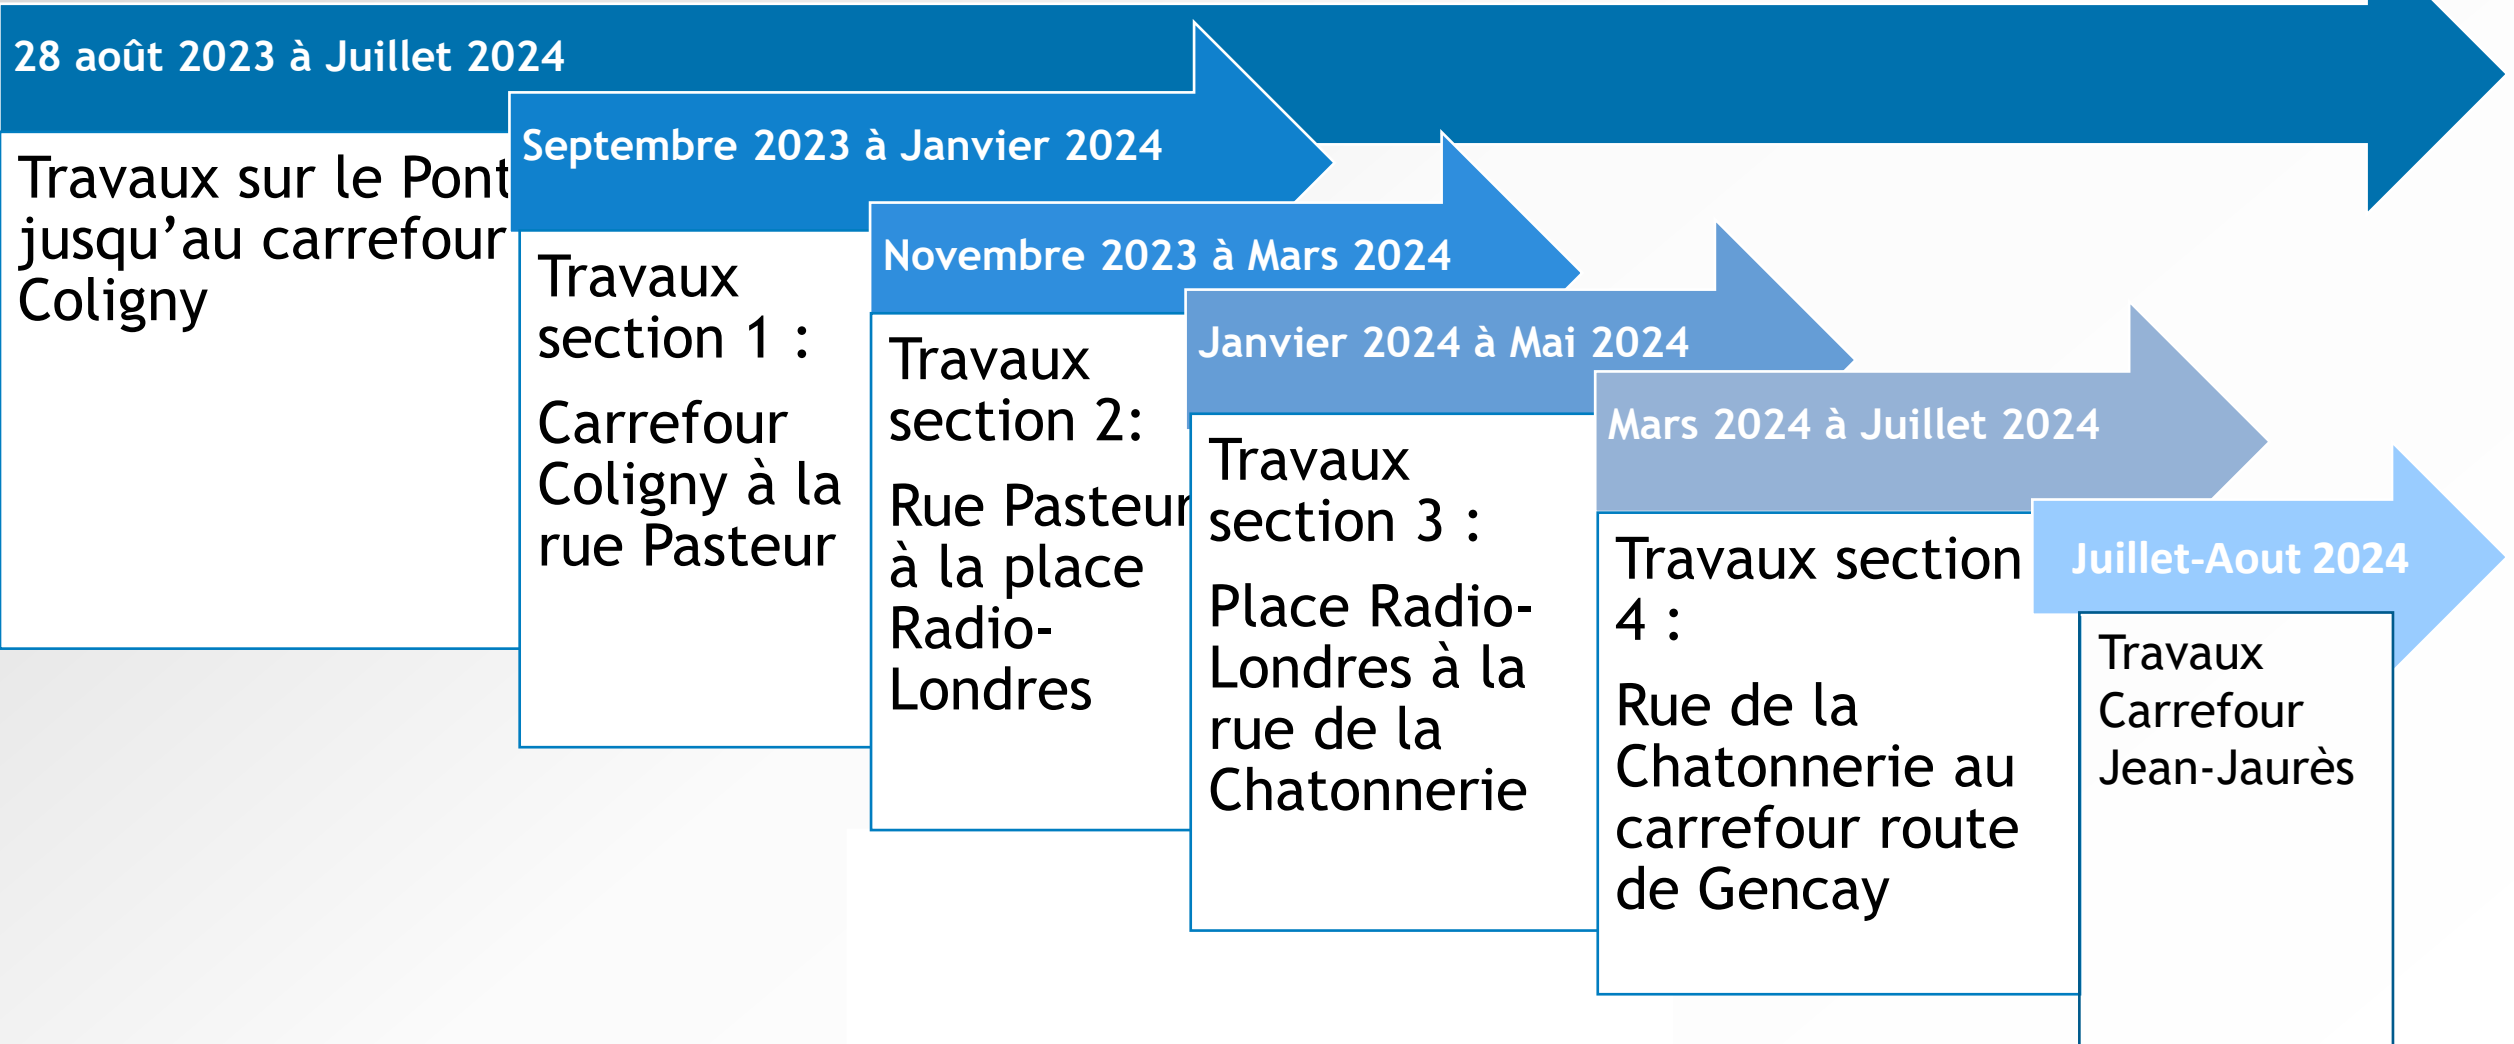 28 août 2023 à Juillet 2024
Travaux sur le Pont
jusqu’au carrefour
Coligny
Septembre 2023 à Janvier 2024
Travaux
section 1 :
Carrefour
Coligny à la
rue Pasteur
Novembre 2023 à Mars 2024
Travaux
section 2:
Rue Pasteur
à la place
Radio-
Londres
Janvier 2024 à Mai 2024
Travaux
section 3 :
Place Radio-
Londres à la
rue de la
Chatonnerie
Mars 2024 à Juillet 2024
Travaux section
4 :
Rue de la
Chatonnerie au
carrefour route
de Gencay
Juillet-Aout 2024
Travaux
Carrefour
Jean-Jaurès